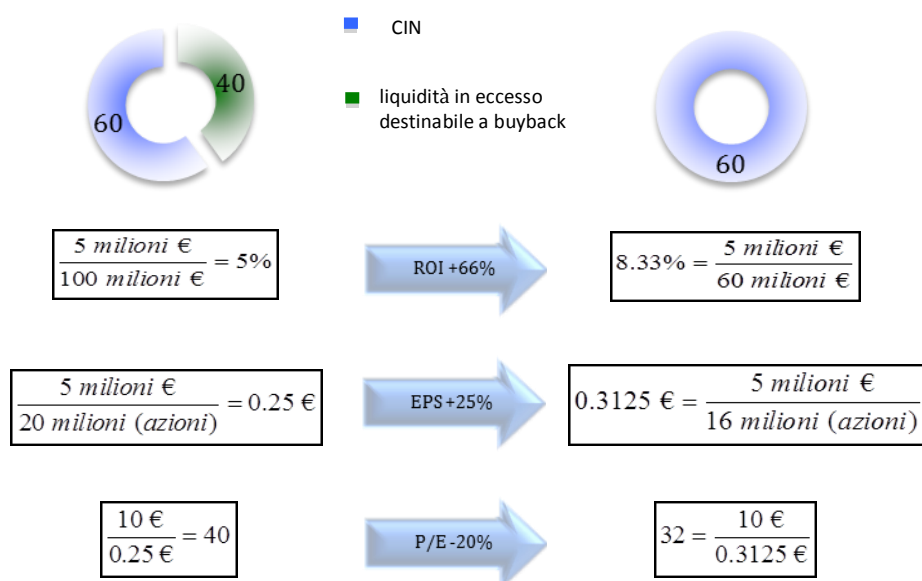 CIN
40
liquidità in eccesso
destinabile a buyback
60
60
5 milioni €
100 milioni €
= 5%
ROI +66%
8.33% =
5 milioni €
60 milioni €
5 milioni €
20 milioni (azioni)
= 0.25 €
EPS +25%
0.3125 € =
5 milioni €
16 milioni (azioni)
10 €
0.25 €
= 40
P/E -20%
32 =
10 €
0.3125 €